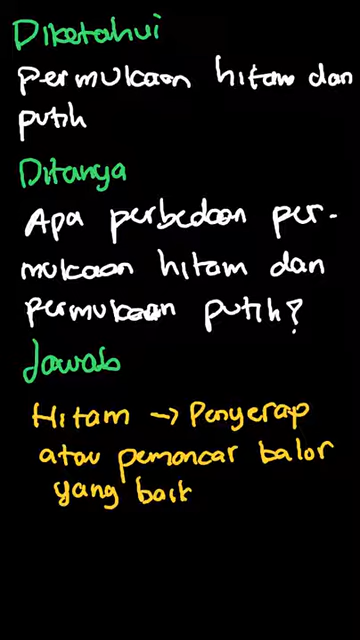 Diketahui
Permukaan hitam dan
putih
Ditanya
Apa perbedaan per-
mukaan hitam dan
permukaan putih?
Jawab
Hitam → Penyerap
atau pemancar kalor
yang baik